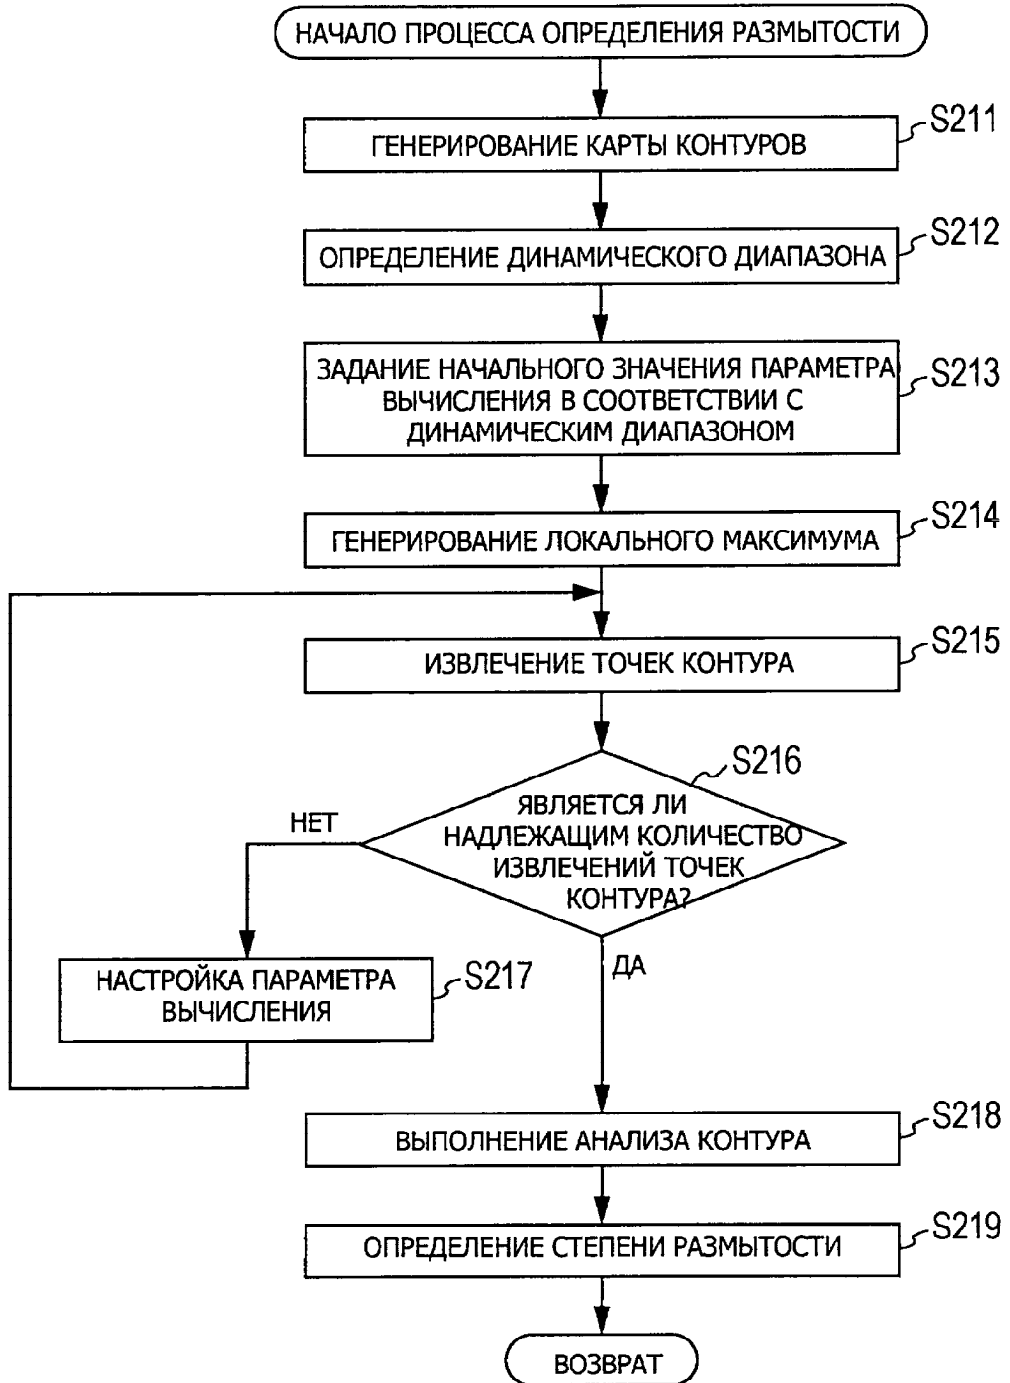 НАЧАЛО ПРОЦЕССА ОПРЕДЕЛЕНИЯ РАЗМЫТОСТИ
S211
ГЕНЕРИРОВАНИЕ КАРТЫ КОНТУРОВ
S212
ОПРЕДЕЛЕНИЕ ДИНАМИЧЕСКОГО ДИАПАЗОНА
S213
ЗАДАНИЕ НАЧАЛЬНОГО ЗНАЧЕНИЯ ПАРАМЕТРА
ВЫЧИСЛЕНИЯ В СООТВЕТСТВИИ С
ДИНАМИЧЕСКИМ ДИАПАЗОНОМ
S214
ГЕНЕРИРОВАНИЕ ЛОКАЛЬНОГО МАКСИМУМА
S215
ИЗВЛЕЧЕНИЕ ТОЧЕК КОНТУРА
S216
ЯВЛЯЕТСЯ ЛИ
НАДЛЕЖАЩИМ КОЛИЧЕСТВО
ИЗВЛЕЧЕНИЙ ТОЧЕК
КОНТУРА?
НЕТ
ДА
S217
НАСТРОЙКА ПАРАМЕТРА
ВЫЧИСЛЕНИЯ
S218
ВЫПОЛНЕНИЕ АНАЛИЗА КОНТУРА
S219
ОПРЕДЕЛЕНИЕ СТЕПЕНИ РАЗМЫТОСТИ
ВОЗВРАТ